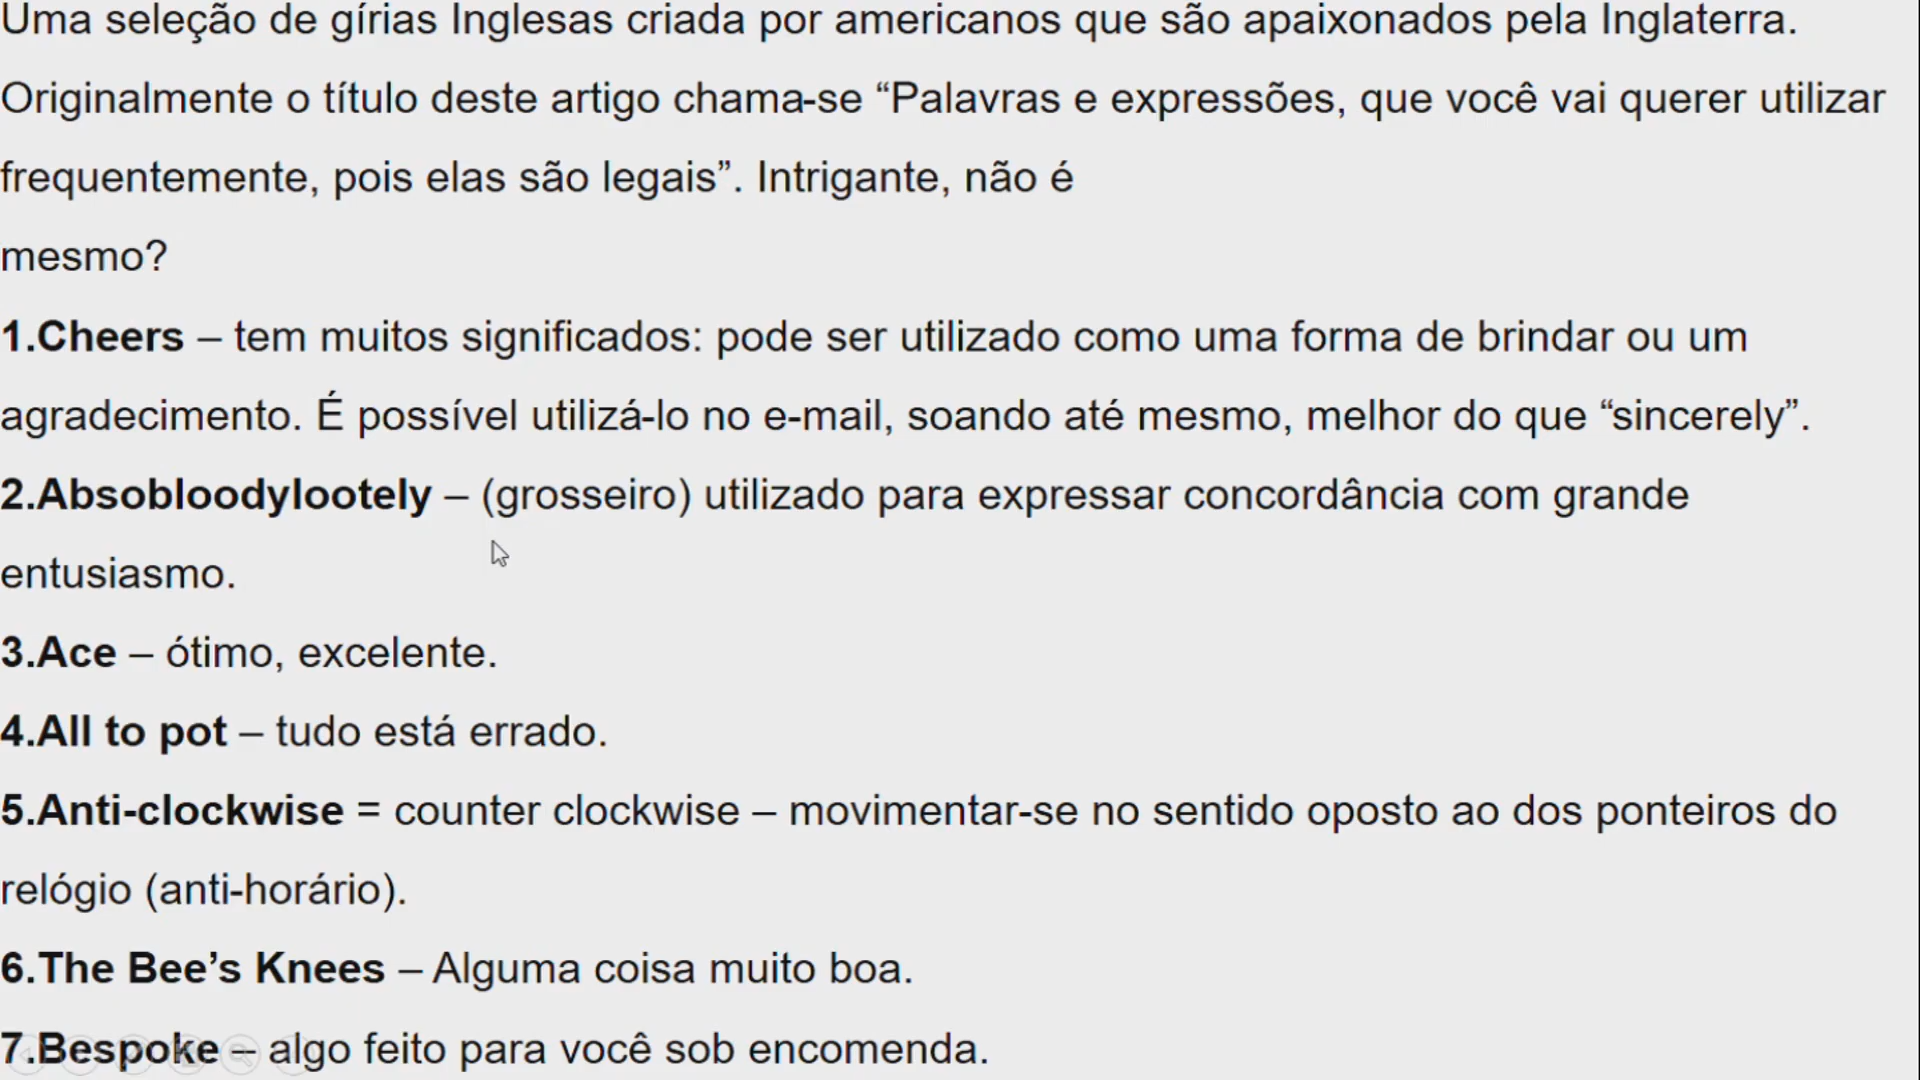 Uma seleção de gírias Inglesas criada por americanos que são apaixonados pela Inglaterra.
Originalmente o título deste artigo chama-se “Palavras e expressões, que você vai querer utilizar
frequentemente, pois elas são legais”. Intrigante, não é
mesmo?
1.Cheers – tem muitos significados: pode ser utilizado como uma forma de brindar ou um
agradecimento. É possível utilizá-lo no e-mail, soando até mesmo, melhor do que “sincerely”.
2.Absobloodylootely – (grosseiro) utilizado para expressar concordância com grande
entusiasmo.
3.Ace – ótimo, excelente.
4.All to pot – tudo está errado.
5.Anti-clockwise = counter clockwise – movimentar-se no sentido oposto ao dos ponteiros do
relógio (anti-horário).
6.The Bee’s Knees – Alguma coisa muito boa.
7.Bespoke – algo feito para você sob encomenda.